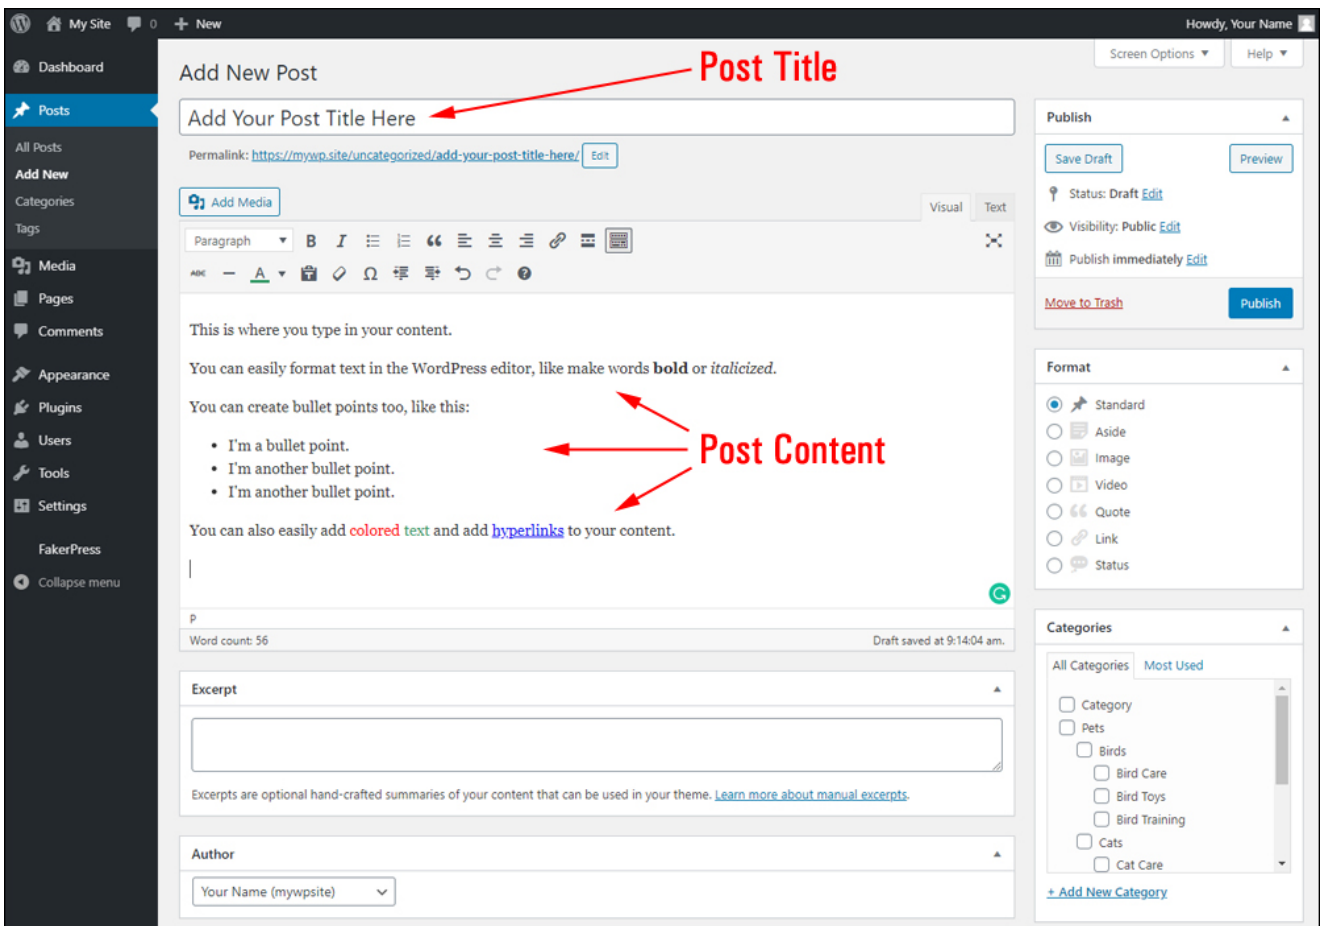 My Site 0 + New
Howdy, Your Name
Dashboard
Posts
All Posts
Add New
Categories
Tags
Media
Pages
Comments
Appearance
Plugins
Users
Tools
Settings
FakerPress
Collapse menu
Screen Options ▼ Help ▼
Add New Post
Post Title
Add Your Post Title Here
Permalink: https://mywp.site/uncategorized/add-your-post-title-here/ Edit
Add Media
Visual Text
Paragraph ▼ B I
ABC — A ▼ Ω
This is where you type in your content.
You can easily format text in the WordPress editor, like make words bold or italicized.
You can create bullet points too, like this:
• I'm a bullet point.
• I'm another bullet point.
• I'm another bullet point.
Post Content
You can also easily add colored text and add hyperlinks to your content.
P
Word count: 56 Draft saved at 9:14:04 am.
Excerpt
Excerpts are optional hand-crafted summaries of your content that can be used in your theme. Learn more about manual excerpts.
Author
Your Name (mywpsite)
Publish
Save Draft Preview
Status: Draft Edit
Visibility: Public Edit
Publish immediately Edit
Move to Trash Publish
Format
Standard
Aside
Image
Video
Quote
Link
Status
Categories
All Categories Most Used
Category
Pets
Birds
Bird Care
Bird Toys
Bird Training
Cats
Cat Care
+ Add New Category